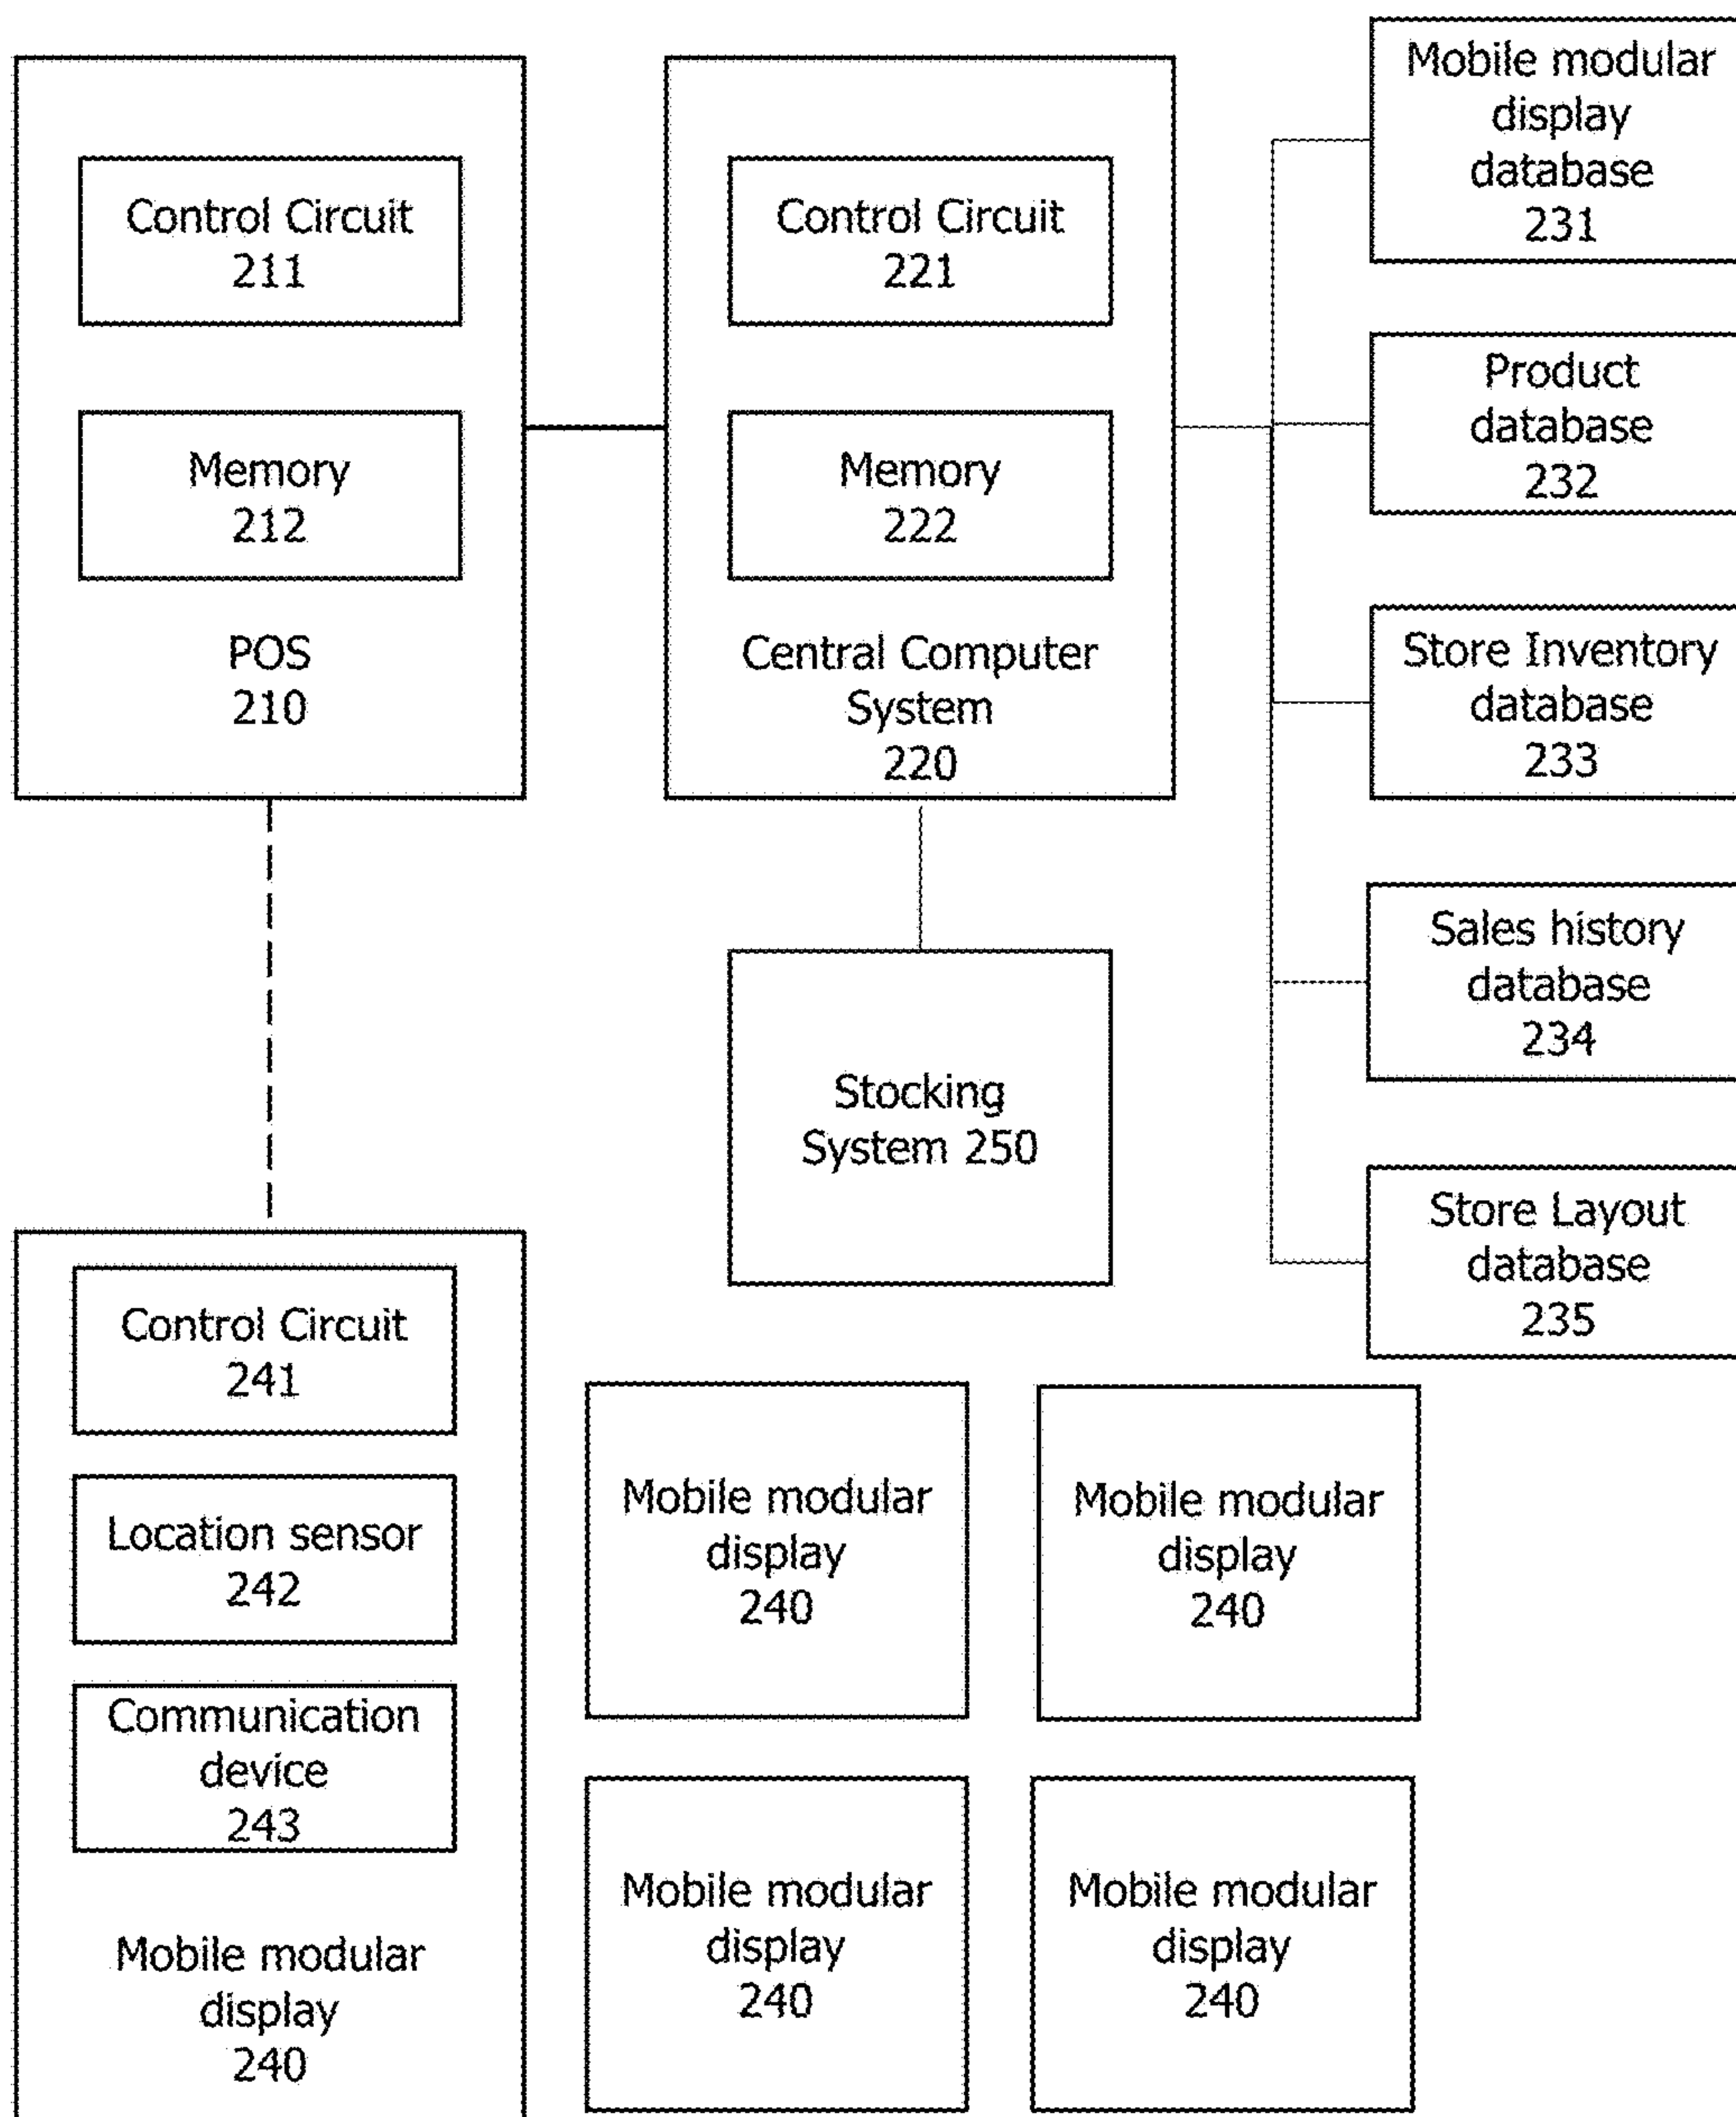 Control Circuit
211
Memory
212
POS
210
Control Circuit
221
Memory
222
Central Computer
System
220
Mobile modular
display
database
231
Product
database
232
Store Inventory
database
233
Sales history
database
234
Store Layout
database
235
Stocking
System 250
Control Circuit
241
Location sensor
242
Communication
device
243
Mobile modular
display
240
Mobile modular
display
240
Mobile modular
display
240
Mobile modular
display
240
Mobile modular
display
240